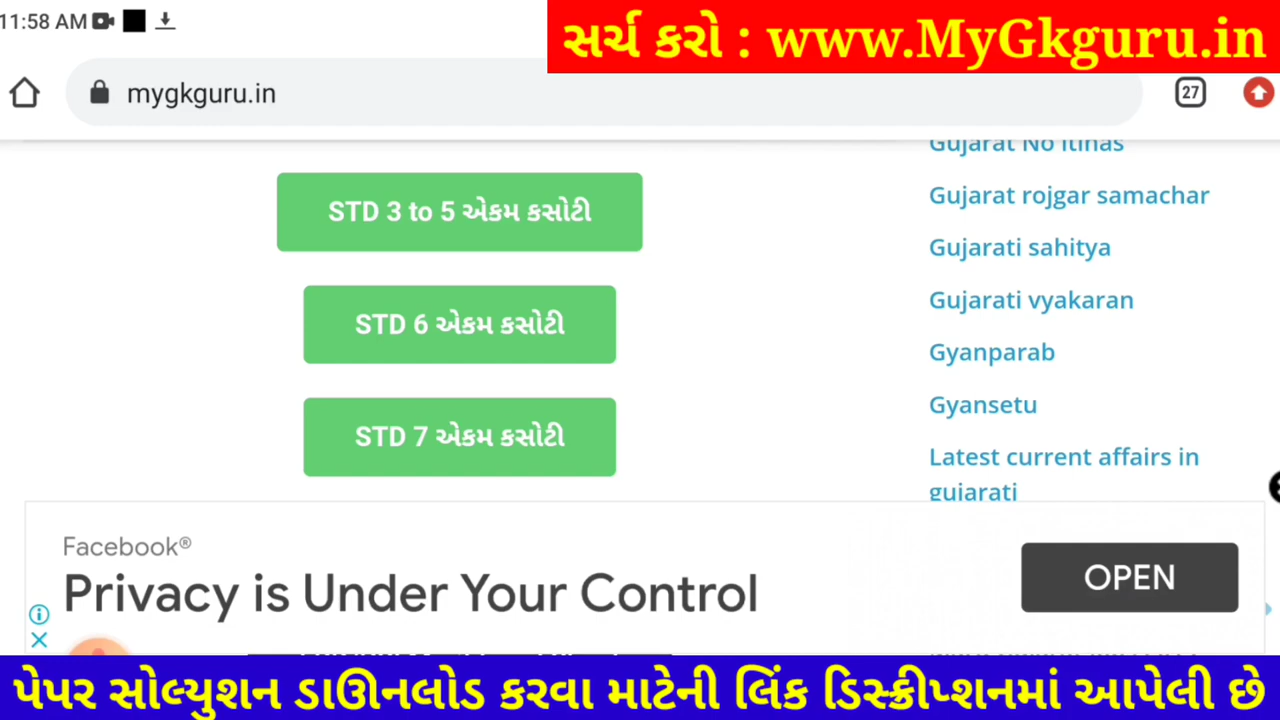 11:58 AM
સર્ચ કરો : www.MyGkguru.in
mygkguru.in
27
Gujarat No Itihas
STD 3 to 5 એકમ કસોટી
Gujarat rojgar samachar
Gujarati sahitya
STD 6 એકમ કસોટી
Gujarati vyakaran
Gyanparab
Gyansetu
STD 7 એકમ કસોટી
Latest current affairs in
gujarati
Facebook®
Privacy is Under Your Control
OPEN
પેપર સોલ્યુશન ડાઊનલોડ કરવા માટેની લિંક ડિસ્ક્રીપ્શનમાં આપેલી છે